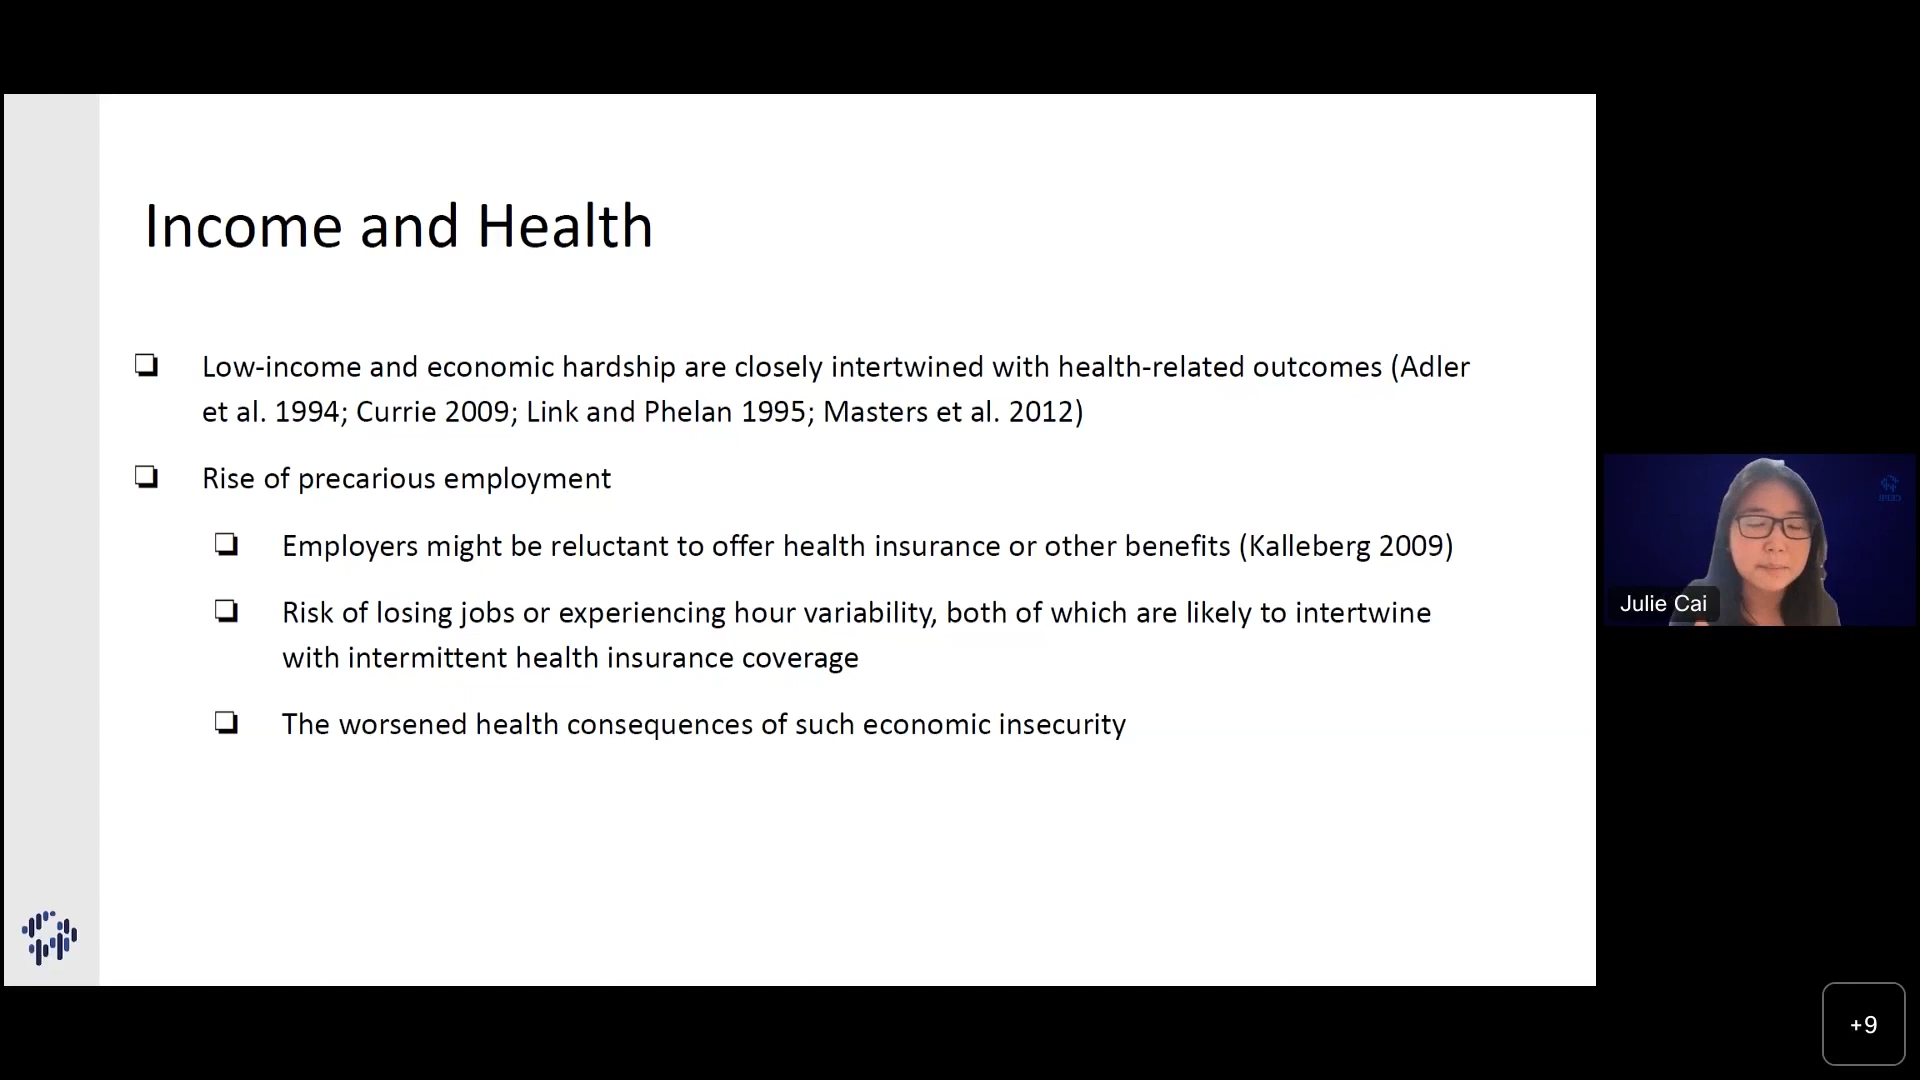 Income and Health
Low-income and economic hardship are closely intertwined with health-related outcomes (Adler
et al. 1994; Currie 2009; Link and Phelan 1995; Masters et al. 2012)
Rise of precarious employment
Employers might be reluctant to offer health insurance or other benefits (Kalleberg 2009)
Risk of losing jobs or experiencing hour variability, both of which are likely to intertwine
with intermittent health insurance coverage
The worsened health consequences of such economic insecurity
Julie Cai
+9